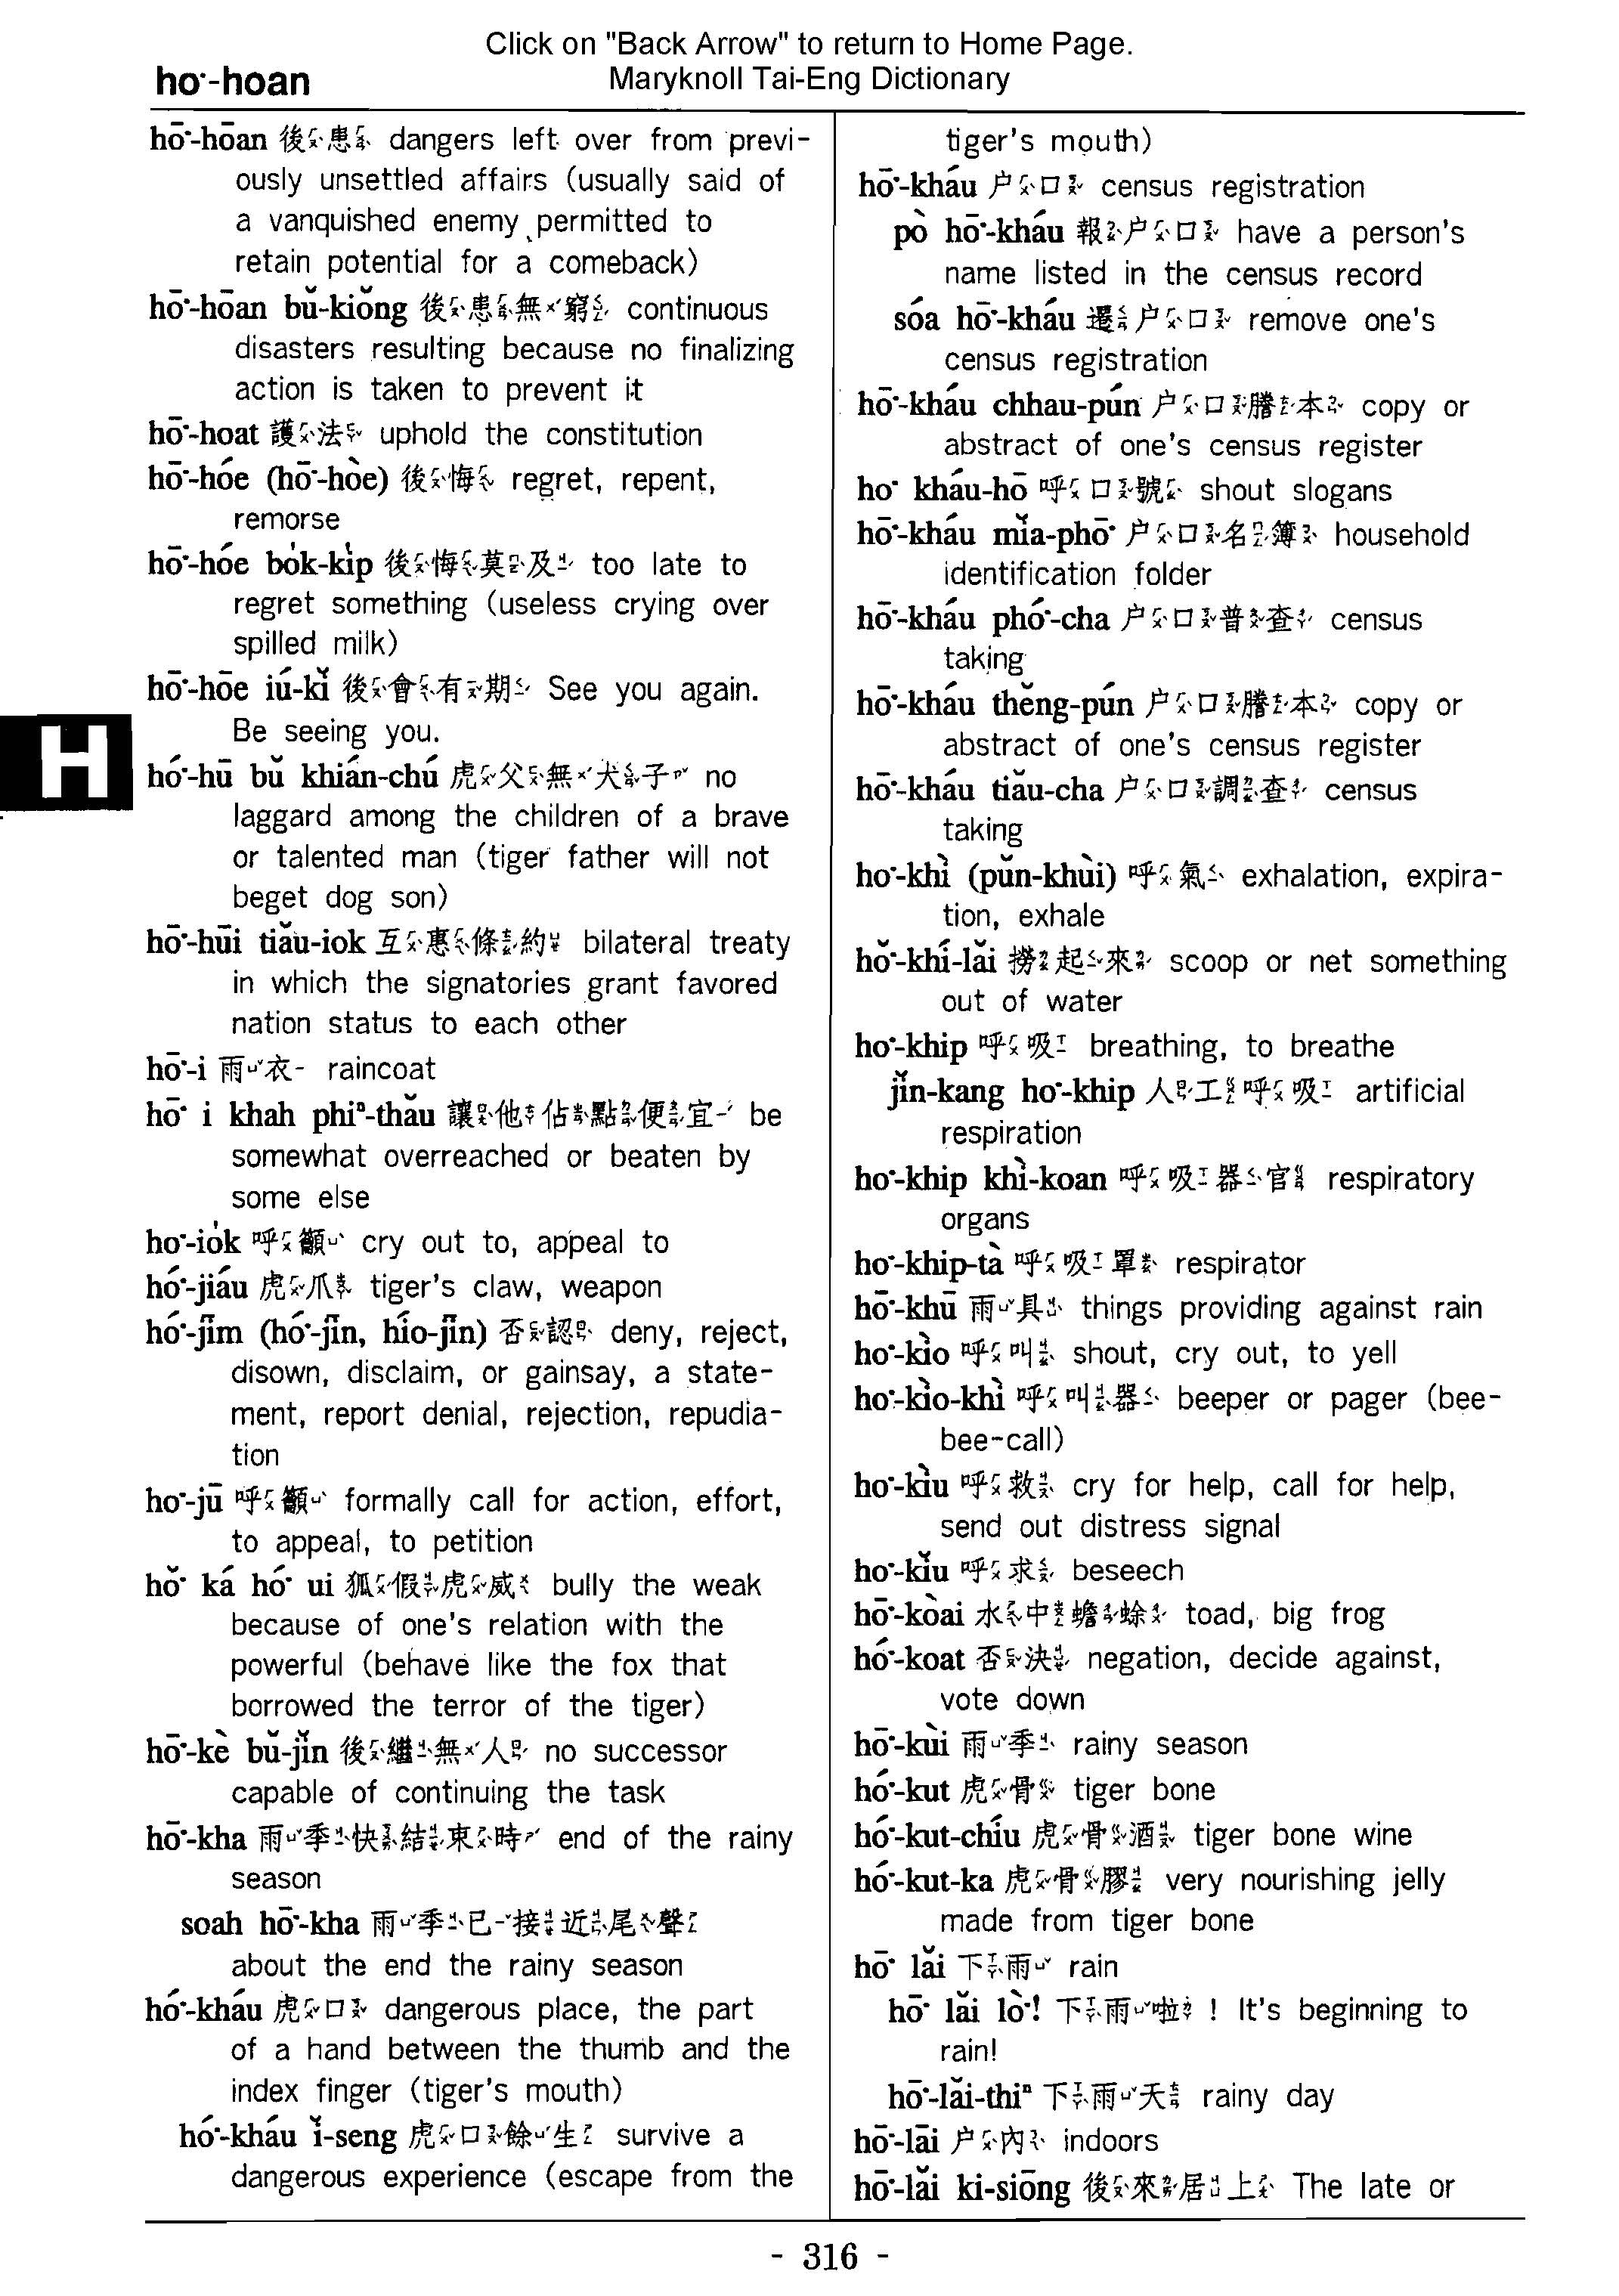 Click on "Back Arrow" to return to Home Page.
Maryknoll Tai-Eng Dictionary
ho͘-hoan
hō͘-hōan 後患 dangers left over from previ-
ously unsettled affairs (usually said of
a vanquished enemy permitted to
retain potential for a comeback)
hō͘-hōan bŭ-kiŏng 後患無窮 continuous
disasters resulting because no finalizing
action is taken to prevent it
hō͘-hoat 護法 uphold the constitution
hō͘-hóe (hō͘-hòe) 後悔 regret, repent,
remorse
hō͘-hóe bo̍k-ki̍p 後悔莫及 too late to
regret something (useless crying over
spilled milk)
hō͘-hōe iú-kĭ 後會有期 See you again.
Be seeing you.
H
hó͘-hū bŭ khián-chú 虎父無犬子 no
laggard among the children of a brave
or talented man (tiger father will not
beget dog son)
hō͘-hūi tiău-iok 互惠條約 bilateral treaty
in which the signatories grant favored
nation status to each other
hō͘-i 雨衣 raincoat
hō͘ i khah phiⁿ-thău 讓他佔點便宜 be
somewhat overreached or beaten by
some else
ho͘-io̍k 呼籲 cry out to, appeal to
hó͘-jiáu 虎爪 tiger's claw, weapon
hó͘-jīm (hó͘-jīn, hío-jīn) 否認 deny, reject,
disown, disclaim, or gainsay, a state-
ment, report denial, rejection, repudia-
tion
ho͘-jū 呼籲 formally call for action, effort,
to appeal, to petition
hŏ͘ ká hó͘ ui 狐假虎威 bully the weak
because of one's relation with the
powerful (behave like the fox that
borrowed the terror of the tiger)
hō͘-kè bŭ-jĭn 後繼無人 no successor
capable of continuing the task
hō͘-kha 雨季快結束時 end of the rainy
season
soah hō͘-kha 雨季已接近尾聲
about the end the rainy season
hó͘-kháu 虎口 dangerous place, the part
of a hand between the thumb and the
index finger (tiger's mouth)
hó͘-kháu ĭ-seng 虎口餘生 survive a
dangerous experience (escape from the
tiger's mouth)
hō͘-kháu 户口 census registration
pò hō͘-kháu 報户口 have a person's
name listed in the census record
sóa hō͘-kháu 遷户口 remove one's
census registration
hō͘-kháu chhau-pún 户口謄本 copy or
abstract of one's census register
ho͘ kháu-hō 呼口號 shout slogans
hō͘-kháu mĭa-phō͘ 户口名簿 household
identification folder
hō͘-kháu phó͘-cha 户口普查 census
taking
hō͘-kháu thĕng-pún 户口謄本 copy or
abstract of one's census register
hō͘-kháu tiău-cha 户口調查 census
taking
ho͘-khì (pŭn-khùi) 呼氣 exhalation, expira-
tion, exhale
hŏ͘-khí-lăi 撈起來 scoop or net something
out of water
ho͘-khip 呼吸 breathing, to breathe
jĭn-kang ho͘-khip 人工呼吸 artificial
respiration
ho͘-khip khì-koan 呼吸器官 respiratory
organs
ho͘-khip-tà 呼吸罩 respirator
hō͘-khū 雨具 things providing against rain
ho͘-kìo 呼叫 shout, cry out, to yell
ho͘-kìo-khì 呼叫器 beeper or pager (bee-
bee-call)
ho͘-kìu 呼救 cry for help, call for help,
send out distress signal
ho͘-kĭu 呼求 beseech
hō͘-kòai 水中蟾蜍 toad, big frog
hó͘-koat 否決 negation, decide against,
vote down
hō͘-kùi 雨季 rainy season
hó͘-kut 虎骨 tiger bone
hó͘-kut-chíu 虎骨酒 tiger bone wine
hó͘-kut-ka 虎骨膠 very nourishing jelly
made from tiger bone
hō͘ lăi 下雨 rain
hō͘ lăi lò͘! 下雨啦! It's beginning to
rain!
hō͘-lăi-thiⁿ 下雨天 rainy day
hō͘-lāi 户內 indoors
hō͘-lăi ki-siōng 後來居上 The late or
- 316 -